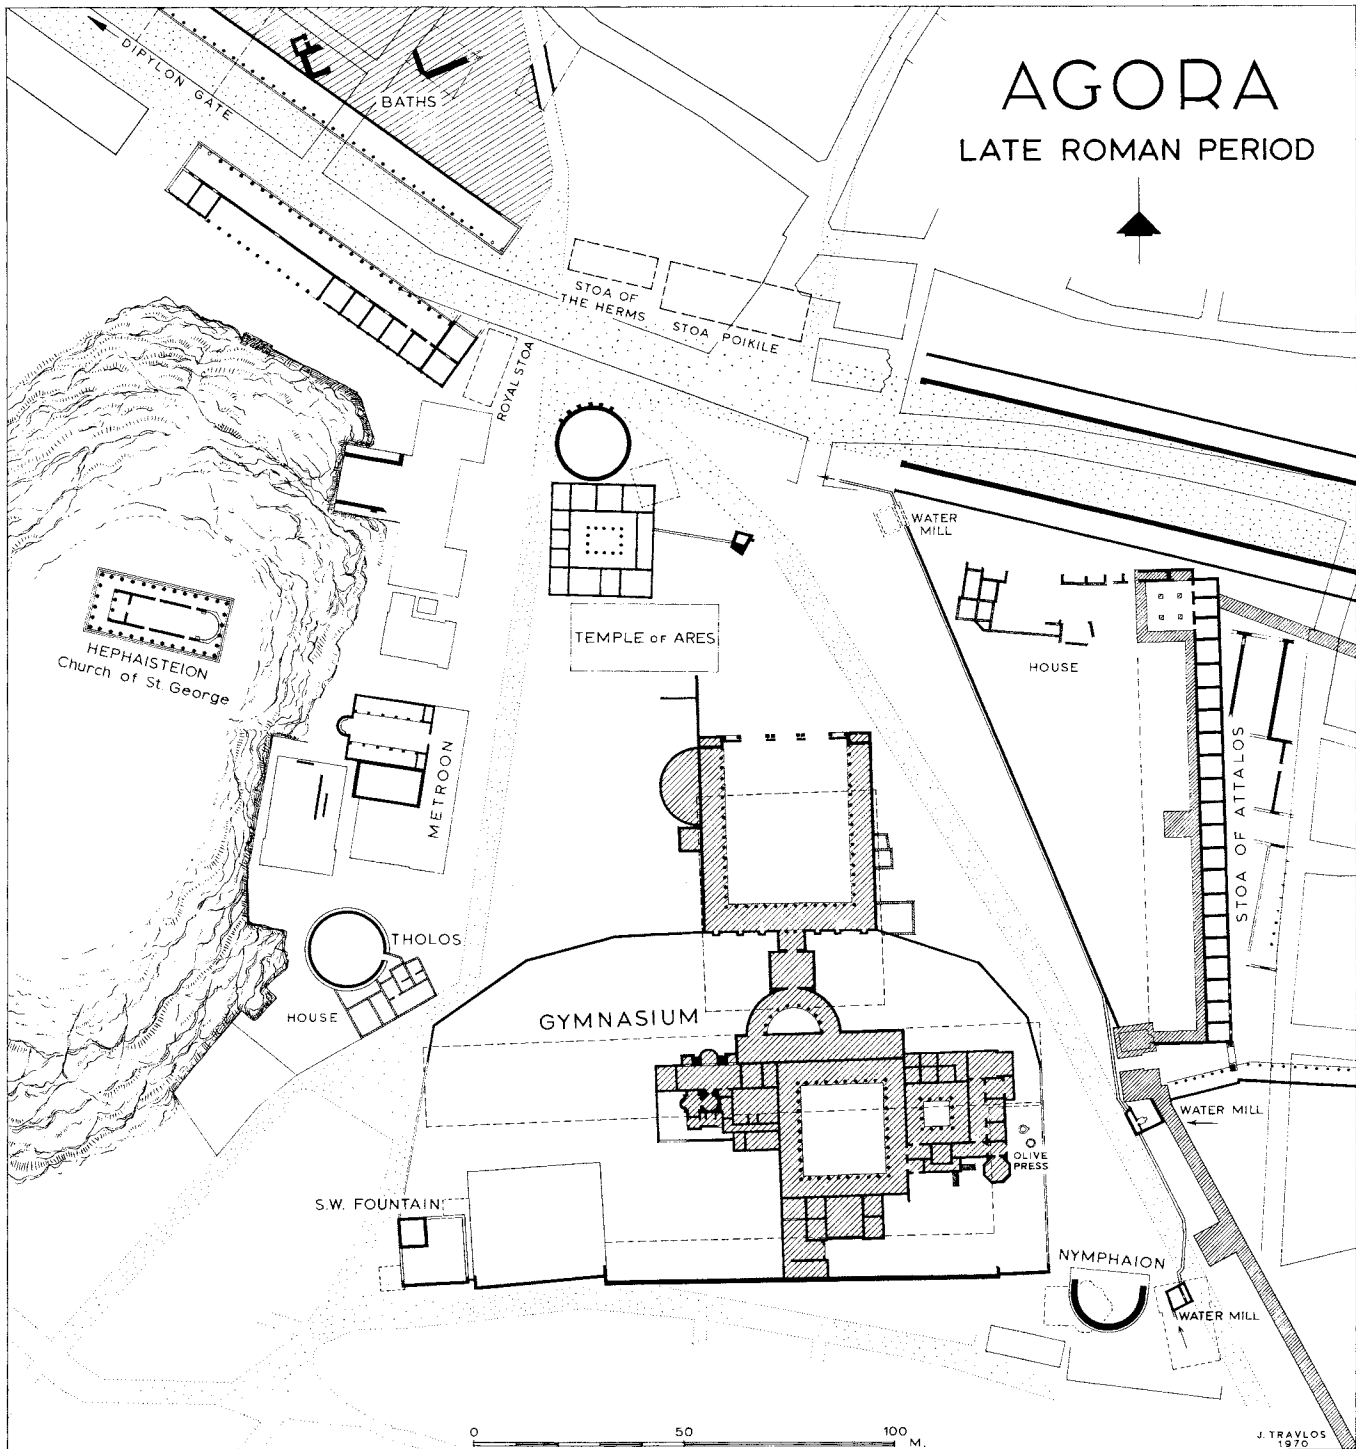 AGORA
LATE ROMAN PERIOD
DIPYLON GATE
BATHS
STOA OF
THE HERMS
STOA POIKILE
ROYAL STOA
WATER
MILL
HOUSE
TEMPLE of ARES
HEPHAISTEION
Church of St. George
METROON
STOA OF ATTALOS
THOLOS
HOUSE
GYMNASIUM
WATER MILL
OLIVE
PRESS
S.W. FOUNTAIN
NYMPHAION
WATER MILL
0 50 100
M.
J. TRAVLOS
1970